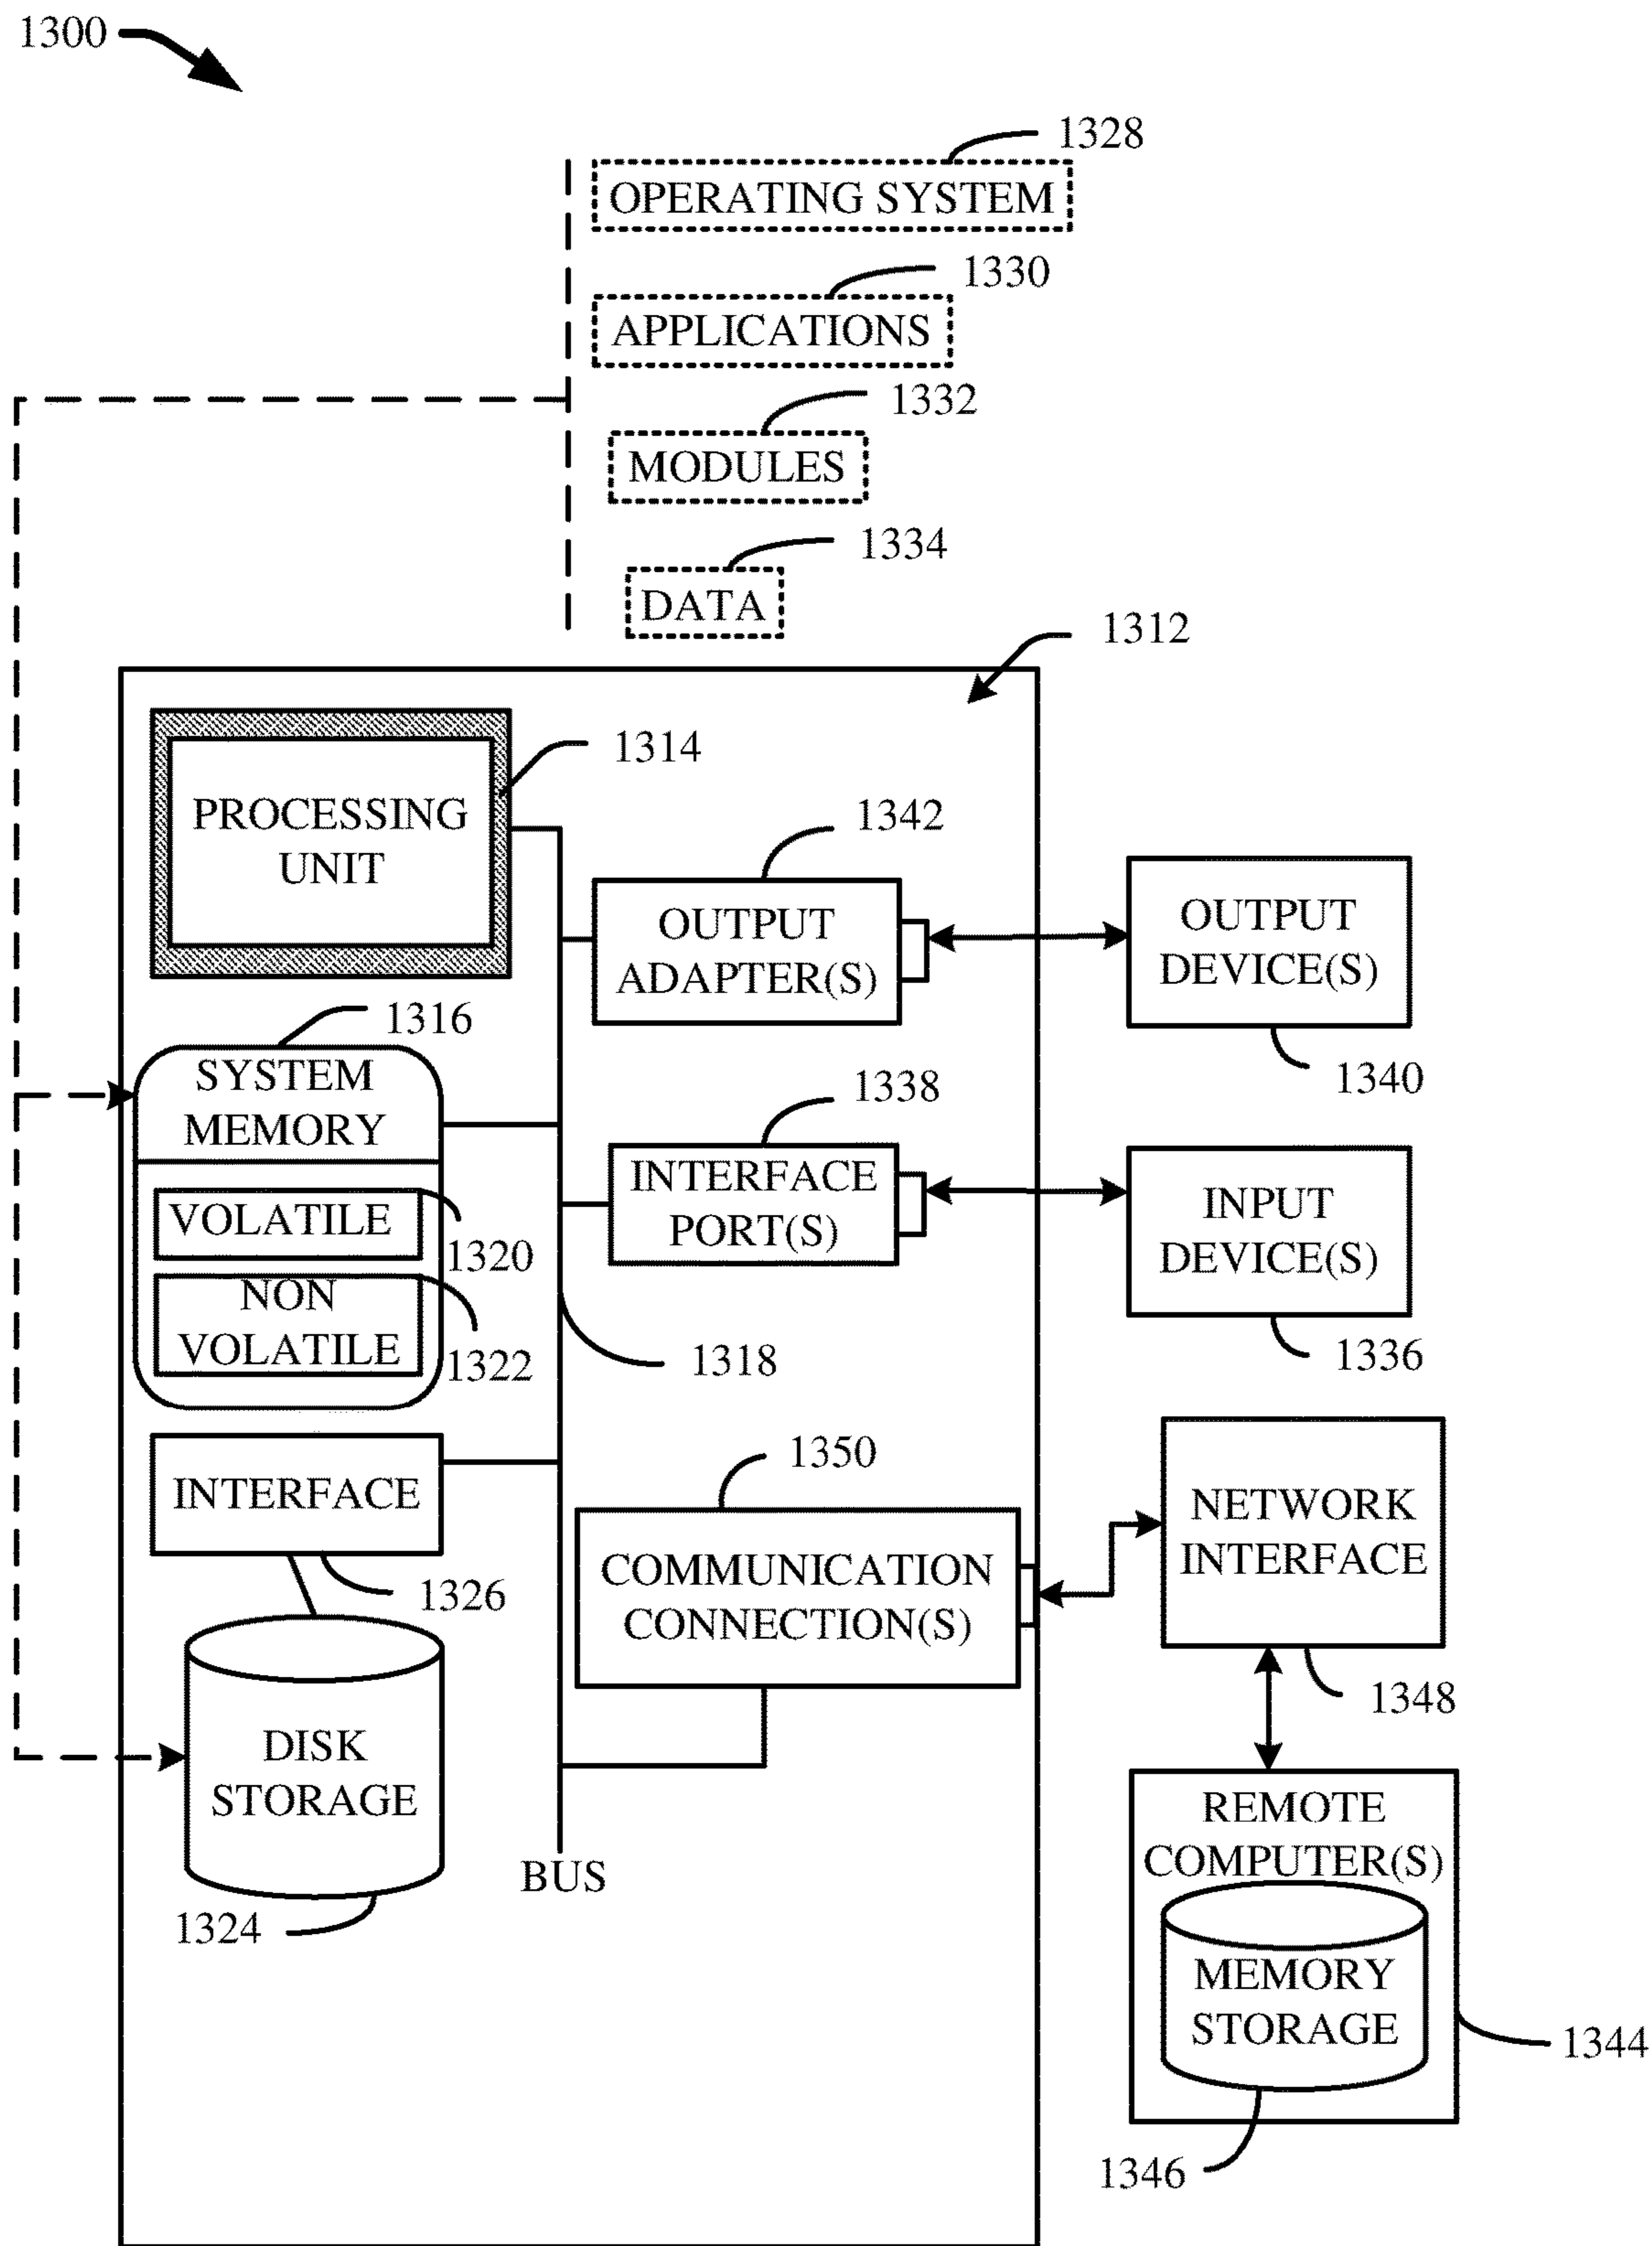 1300
1328
OPERATING SYSTEM
1330
APPLICATIONS
1332
MODULES
1334
DATA
1312
1314
PROCESSING
UNIT
1342
OUTPUT
ADAPTER(S)
OUTPUT
DEVICE(S)
1340
1316
SYSTEM
MEMORY
VOLATILE
1320
NON
VOLATILE
1322
1338
INTERFACE
PORT(S)
INPUT
DEVICE(S)
1336
1318
INTERFACE
1326
1350
COMMUNICATION
CONNECTION(S)
NETWORK
INTERFACE
1348
DISK
STORAGE
1324
BUS
REMOTE
COMPUTER(S)
MEMORY
STORAGE
1344
1346